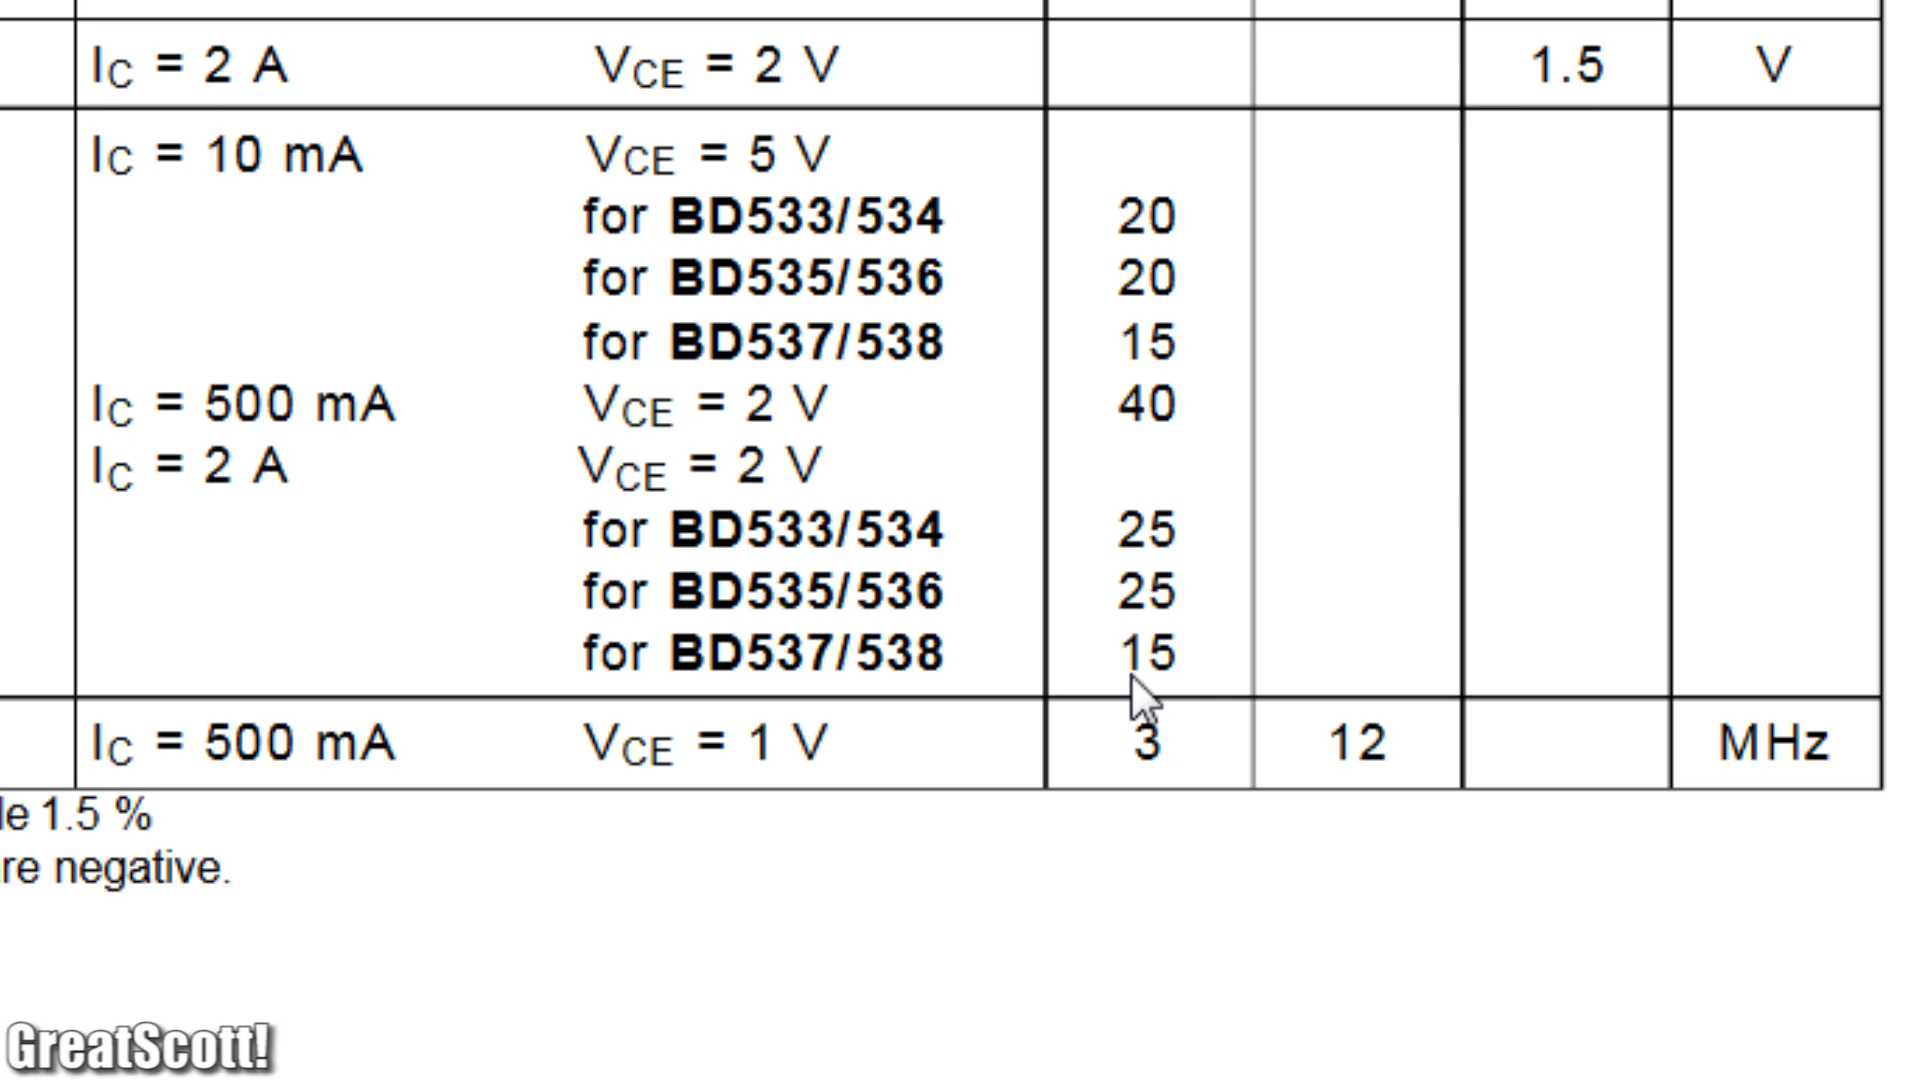 IC = 2 A VCE = 2 V 1.5 V
IC = 10 mA VCE = 5 V
for BD533/534 20
for BD535/536 20
for BD537/538 15
IC = 500 mA VCE = 2 V 40
IC = 2 A VCE = 2 V
for BD533/534 25
for BD535/536 25
for BD537/538 15
IC = 500 mA VCE = 1 V 3 12 MHz
le 1.5 %
re negative.
GreatScott!